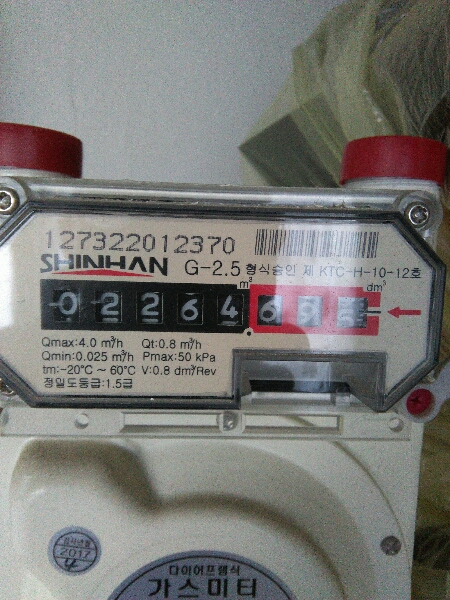 127322012370
SHINHAN G-2.5 형식승인 제 KTC-H-10-12호
m³ dm³
0 2 2 6 4 6 9
Qmax:4.0 m³/h Qt:0.8 m³/h
Qmin:0.025 m³/h Pmax:50 kPa
tm:-20°C ~ 60°C V:0.8 dm³/Rev
정밀도등급:1.5급
2017
4
다이어프램식
가스미터